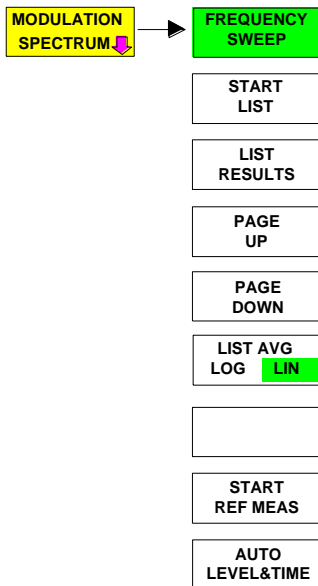 MODULATION
SPECTRUM
FREQUENCY
SWEEP
START
LIST
LIST
RESULTS
PAGE
UP
PAGE
DOWN
LIST AVG
LOG LIN
START
REF MEAS
AUTO
LEVEL&TIME